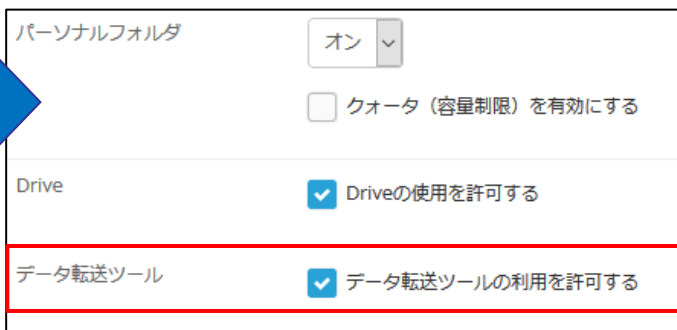 パーソナルフォルダ
オン
クォータ（容量制限）を有効にする
Drive
Driveの使用を許可する
データ転送ツール
データ転送ツールの利用を許可する